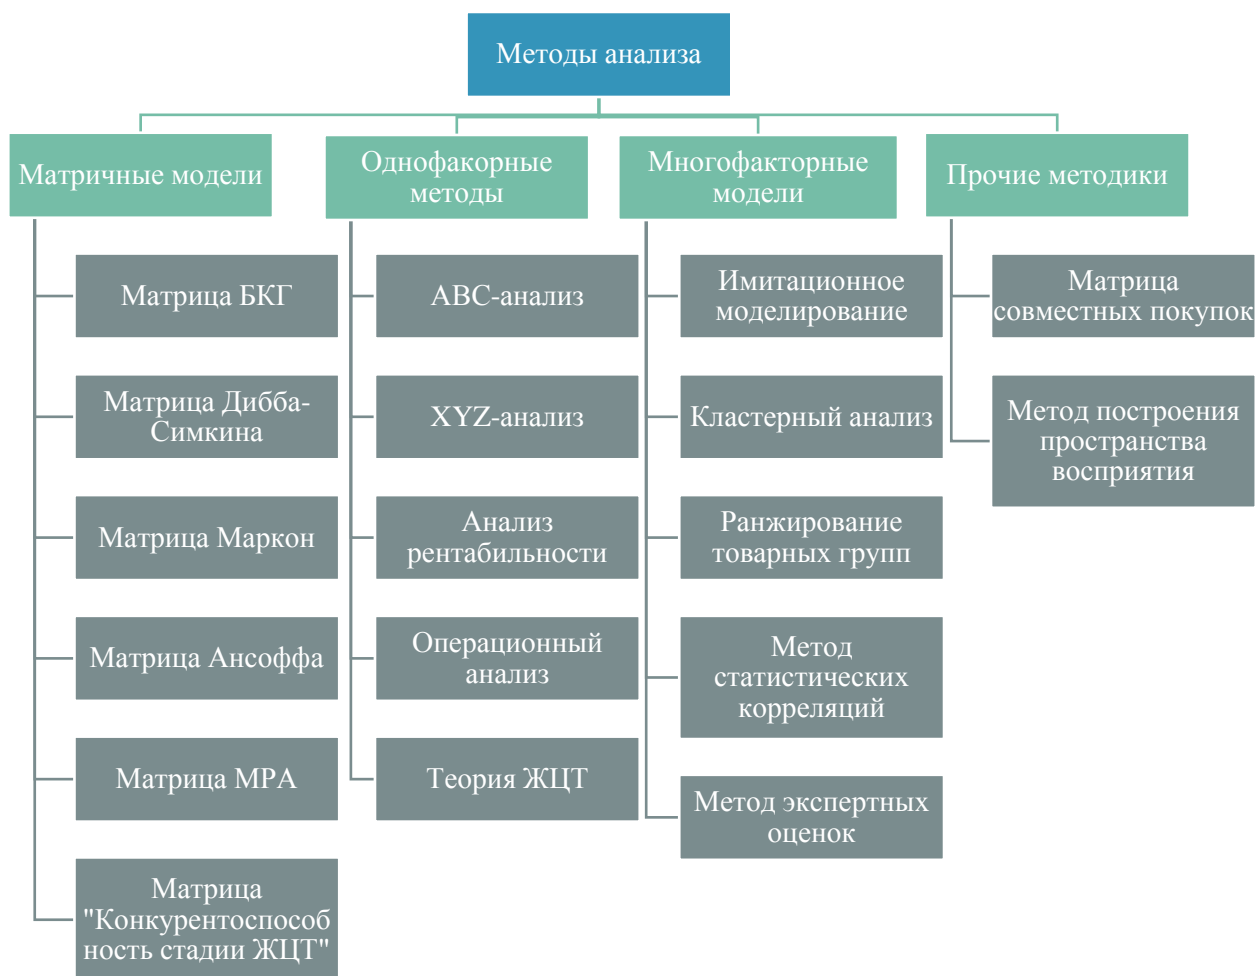 Методы анализа
Матричные модели
Матрица БКГ
Матрица Дибба-
Симкина
Матрица Маркон
Матрица Ансоффа
Матрица МРА
Матрица
"Конкурентоспособ
ность стадии ЖЦТ"
Однофакорные
методы
ABC-анализ
XYZ-анализ
Анализ
рентабильности
Операционный
анализ
Теория ЖЦТ
Многофакторные
модели
Имитационное
моделирование
Кластерный анализ
Ранжирование
товарных групп
Метод
статистических
корреляций
Метод экспертных
оценок
Прочие методики
Матрица
совместных покупок
Метод построения
пространства
восприятия